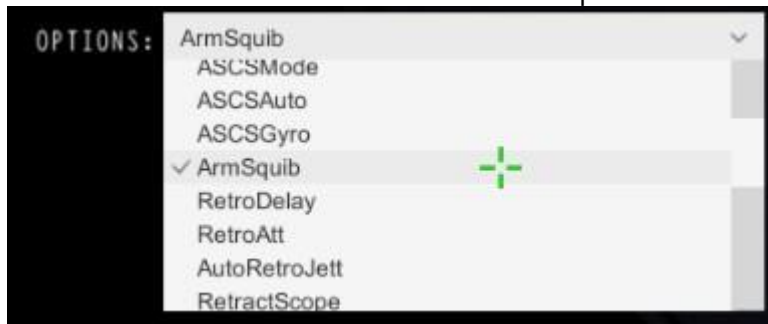 OPTIONS: ArmSquib
ASCSMode
ASCSAuto
ASCSGyro
ArmSquib
RetroDelay
RetroAtt
AutoRetroJett
RetractScope